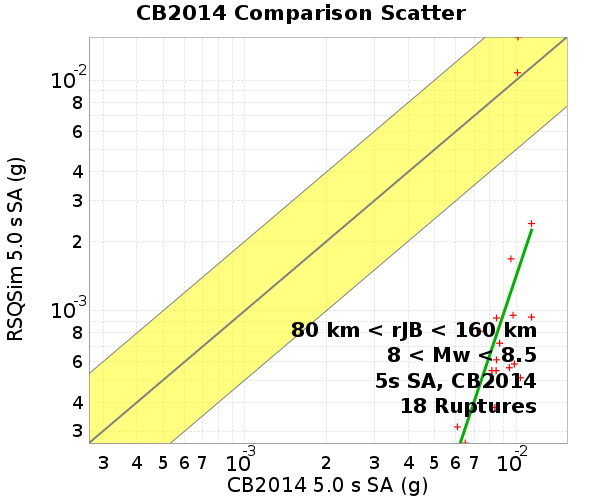 CB2014 Comparison Scatter
RSQSim 5.0 s SA (g)
10-2
8
6
4
3
2
10-3
8
6
4
3
80 km < rJB < 160 km
8 < Mw < 8.5
5s SA, CB2014
18 Ruptures
3 4 5 6 7 10-3 2 3 4 5 6 7 10-2
CB2014 5.0 s SA (g)